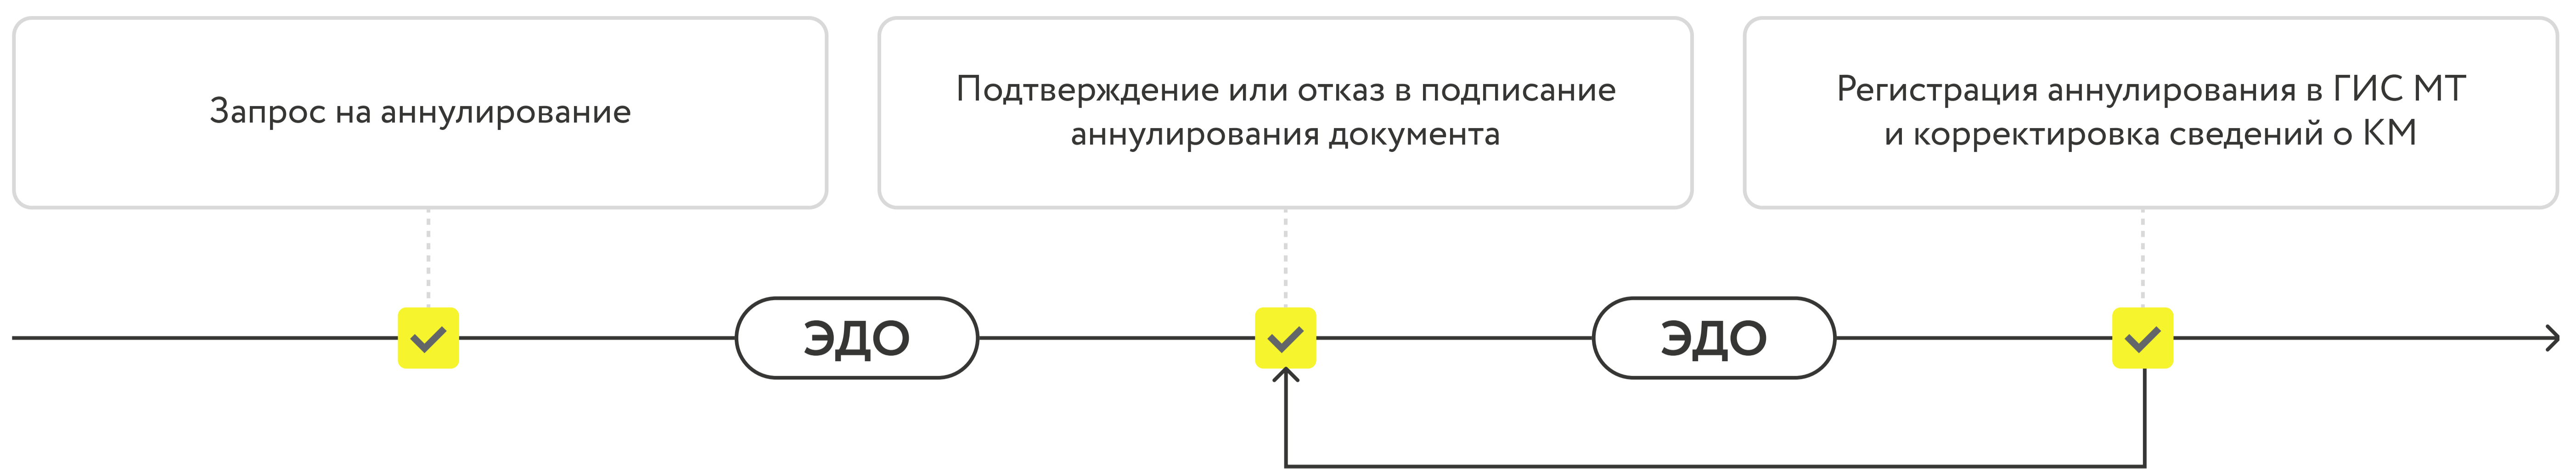 Запрос на аннулирование
Подтверждение или отказ в подписание
аннулирования документа
Регистрация аннулирования в ГИС МТ
и корректировка сведений о КМ
ЭДО
ЭДО